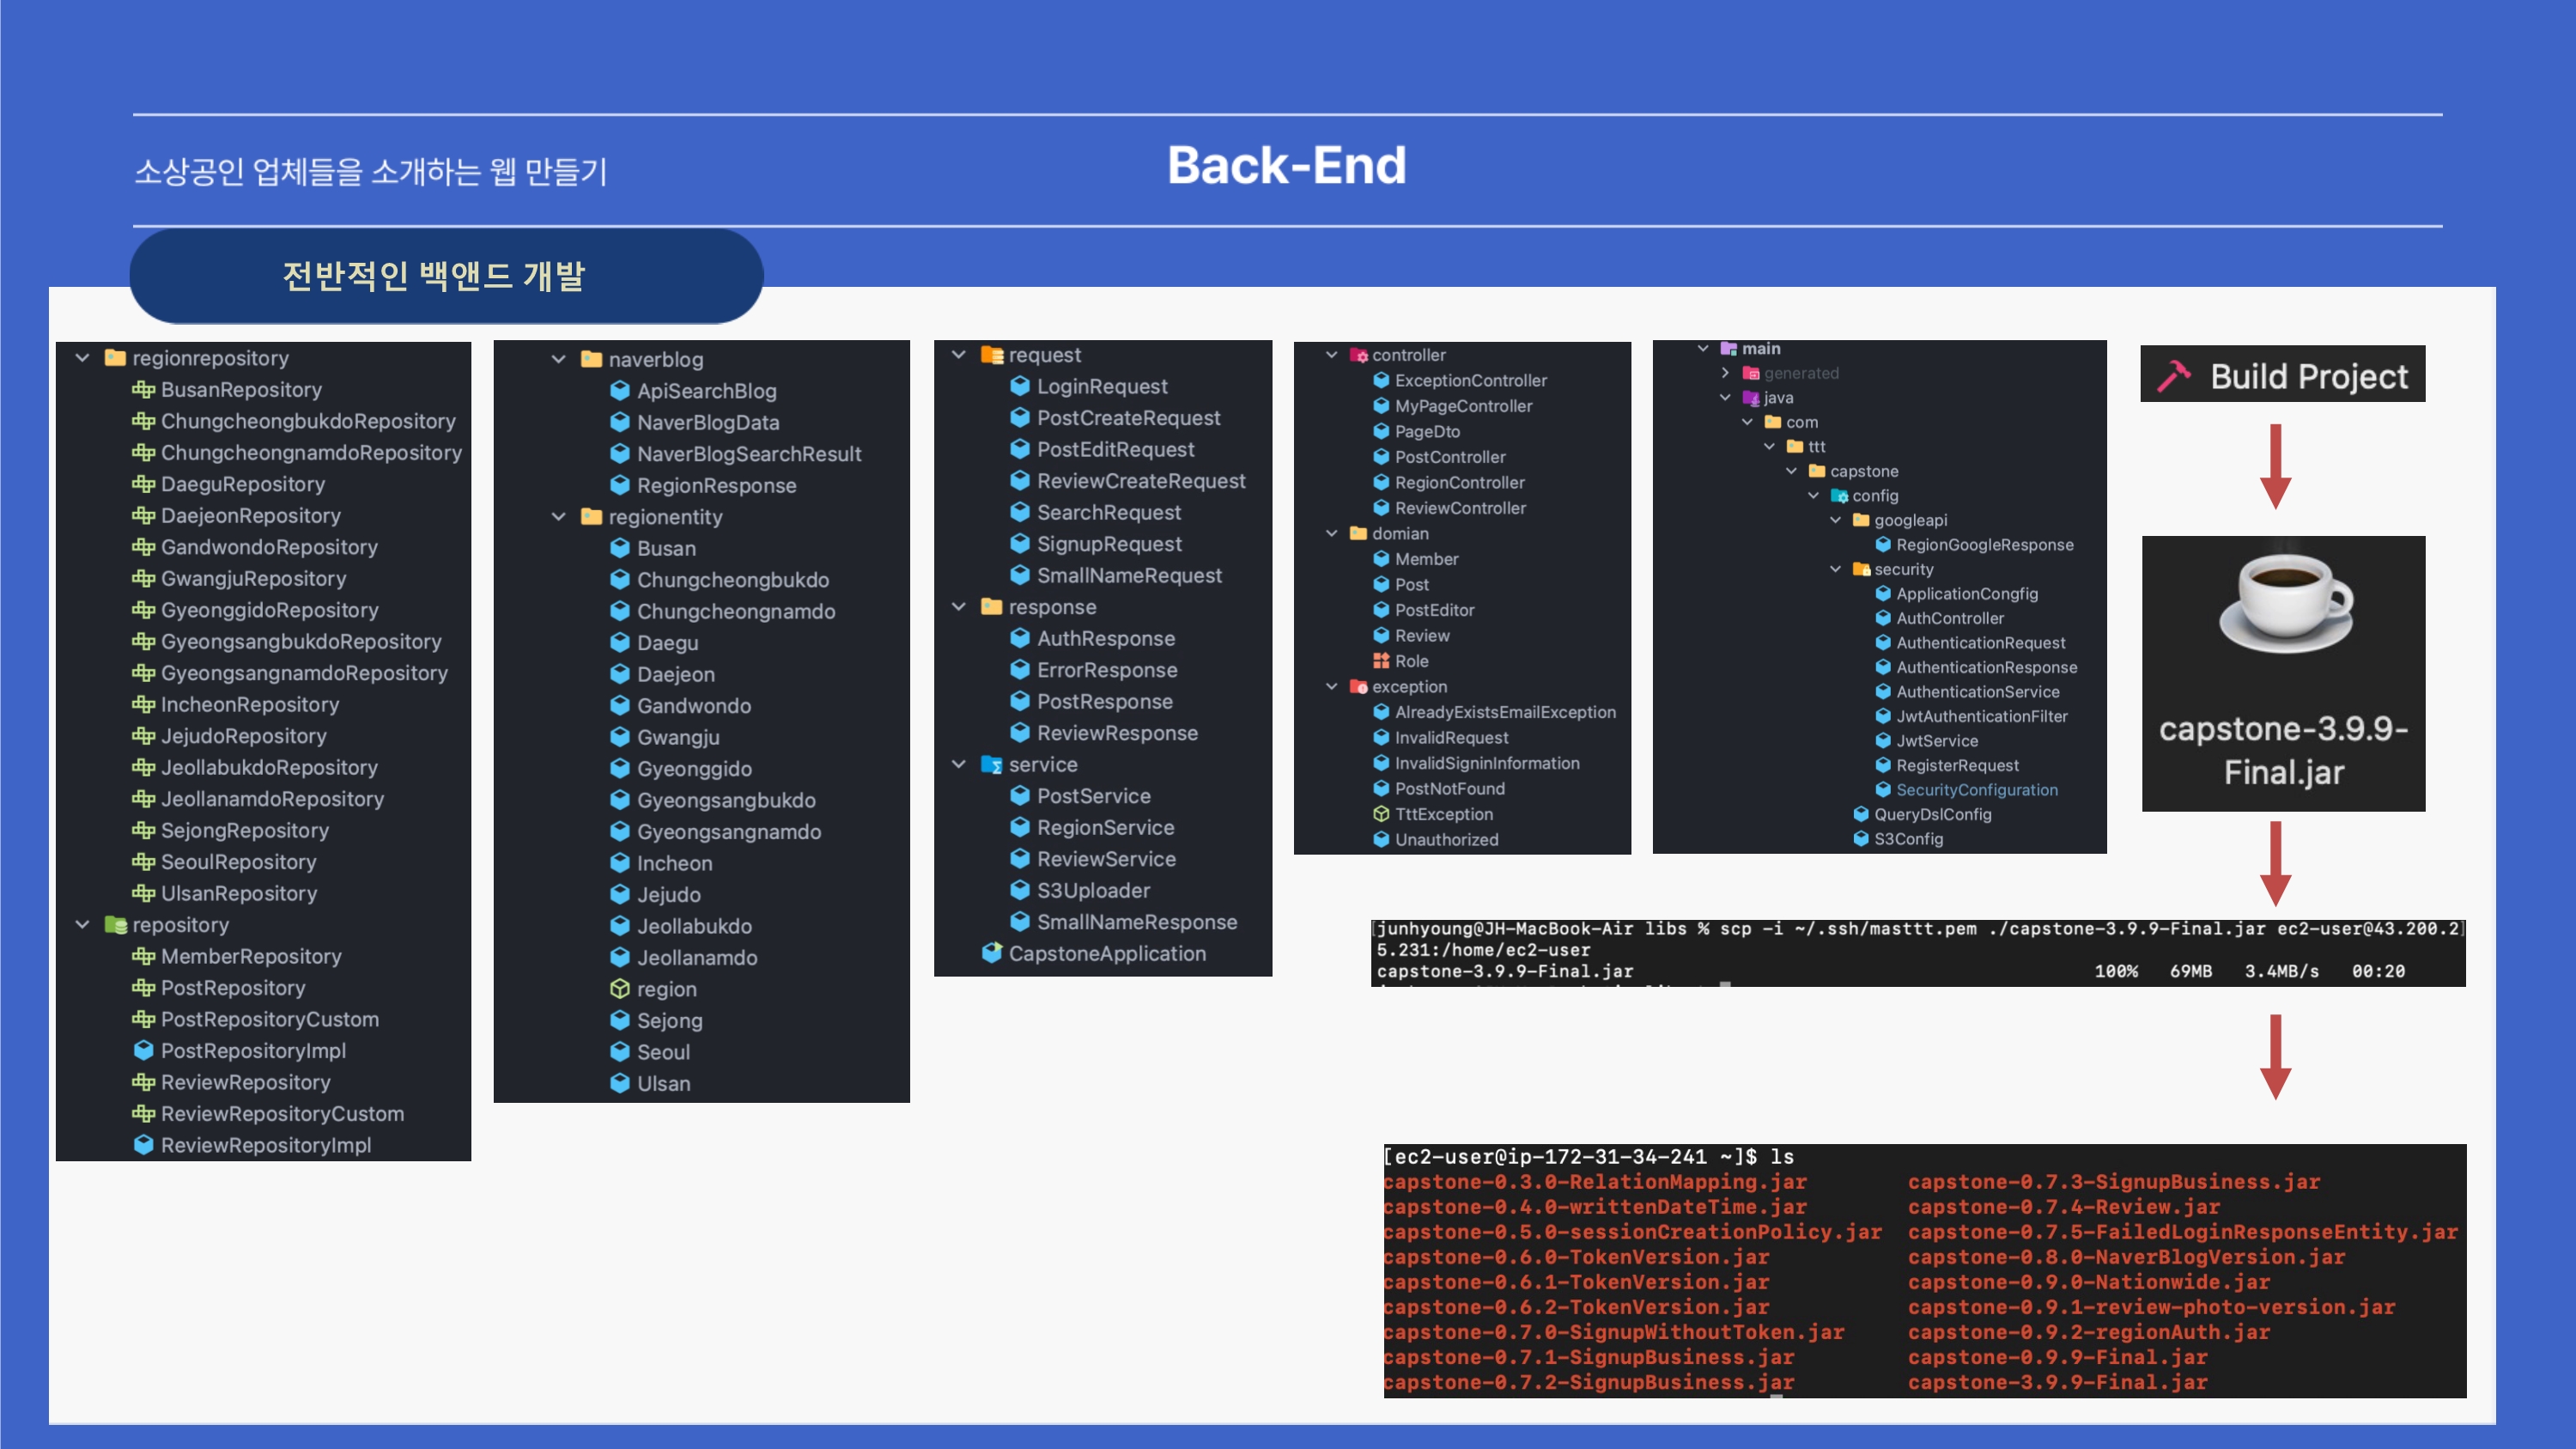 소상공인 업체들을 소개하는 웹 만들기
Back-End
전반적인 백앤드 개발
regionrepository
BusanRepository
ChungcheongbukdoRepository
ChungcheongnamdoRepository
DaeguRepository
DaejeonRepository
GandwondoRepository
GwangjuRepository
GyeonggidoRepository
GyeongsangbukdoRepository
GyeongsangnamdoRepository
IncheonRepository
JejudoRepository
JeollabukdoRepository
JeollanamdoRepository
SejongRepository
SeoulRepository
UlsanRepository
repository
MemberRepository
PostRepository
PostRepositoryCustom
PostRepositoryImpl
ReviewRepository
ReviewRepositoryCustom
ReviewRepositoryImpl
naverblog
ApiSearchBlog
NaverBlogData
NaverBlogSearchResult
RegionResponse
regionentity
Busan
Chungcheongbukdo
Chungcheongnamdo
Daegu
Daejeon
Gandwondo
Gwangju
Gyeonggido
Gyeongsangbukdo
Gyeongsangnamdo
Incheon
Jejudo
Jeollabukdo
Jeollanamdo
region
Sejong
Seoul
Ulsan
request
LoginRequest
PostCreateRequest
PostEditRequest
ReviewCreateRequest
SearchRequest
SignupRequest
SmallNameRequest
response
AuthResponse
ErrorResponse
PostResponse
ReviewResponse
service
PostService
RegionService
ReviewService
S3Uploader
SmallNameResponse
CapstoneApplication
controller
ExceptionController
MyPageController
PageDto
PostController
RegionController
ReviewController
domian
Member
Post
PostEditor
Review
Role
exception
AlreadyExistsEmailException
InvalidRequest
InvalidSigninInformation
PostNotFound
TttException
Unauthorized
main
generated
java
com
ttt
capstone
config
googleapi
RegionGoogleResponse
security
ApplicationCongfig
AuthController
AuthenticationRequest
AuthenticationResponse
AuthenticationService
JwtAuthenticationFilter
JwtService
RegisterRequest
SecurityConfiguration
QueryDslConfig
S3Config
Build Project
capstone-3.9.9-
Final.jar
[junhyoung@JH-MacBook-Air libs % scp -i ~/.ssh/masttt.pem ./capstone-3.9.9-Final.jar ec2-user@43.200.2]
5.231:/home/ec2-user
capstone-3.9.9-Final.jar 100% 69MB 3.4MB/s 00:20
[ec2-user@ip-172-31-34-241 ~]$ ls
capstone-0.3.0-RelationMapping.jar capstone-0.7.3-SignupBusiness.jar
capstone-0.4.0-writtenDateTime.jar capstone-0.7.4-Review.jar
capstone-0.5.0-sessionCreationPolicy.jar capstone-0.7.5-FailedLoginResponseEntity.jar
capstone-0.6.0-TokenVersion.jar capstone-0.8.0-NaverBlogVersion.jar
capstone-0.6.1-TokenVersion.jar capstone-0.9.0-Nationwide.jar
capstone-0.6.2-TokenVersion.jar capstone-0.9.1-review-photo-version.jar
capstone-0.7.0-SignupWithoutToken.jar capstone-0.9.2-regionAuth.jar
capstone-0.7.1-SignupBusiness.jar capstone-0.9.9-Final.jar
capstone-0.7.2-SignupBusiness.jar capstone-3.9.9-Final.jar